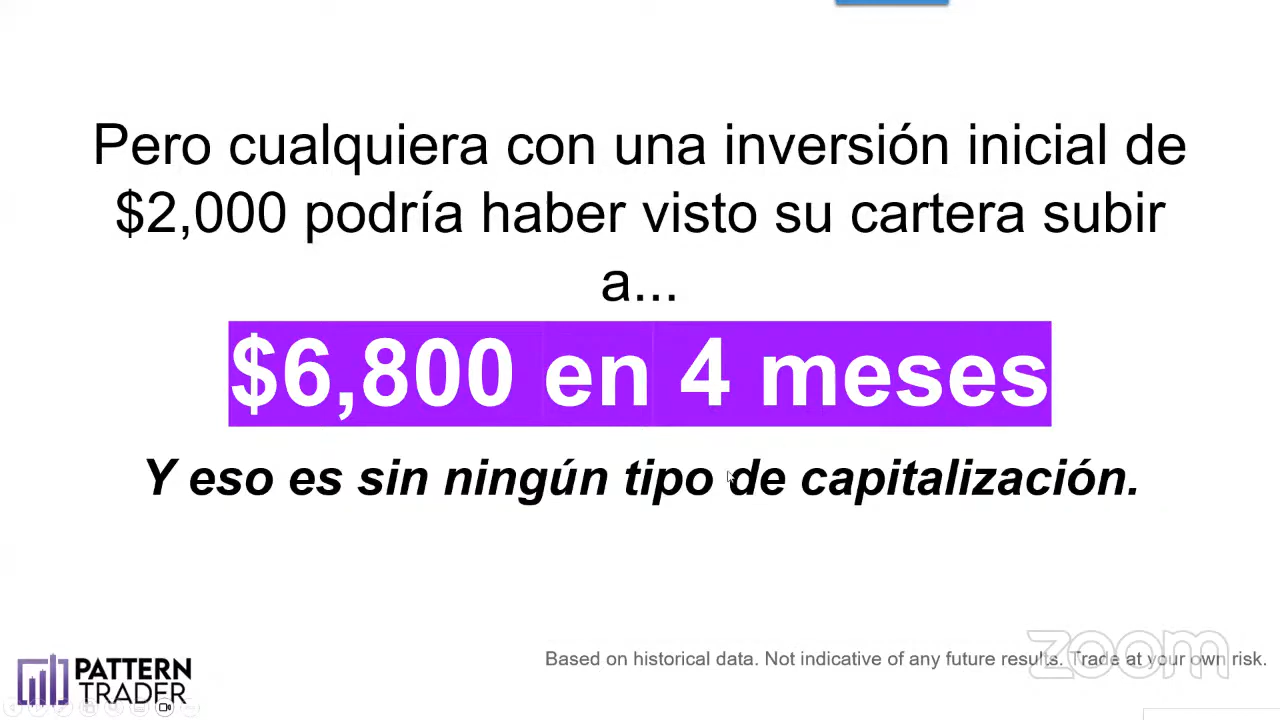 Pero cualquiera con una inversión inicial de
$2,000 podría haber visto su cartera subir
a...
$6,800 en 4 meses
Y eso es sin ningún tipo de capitalización.
PATTERN
TRADER
Based on historical data. Not indicative of any future results. Trade at your own risk.
zoom